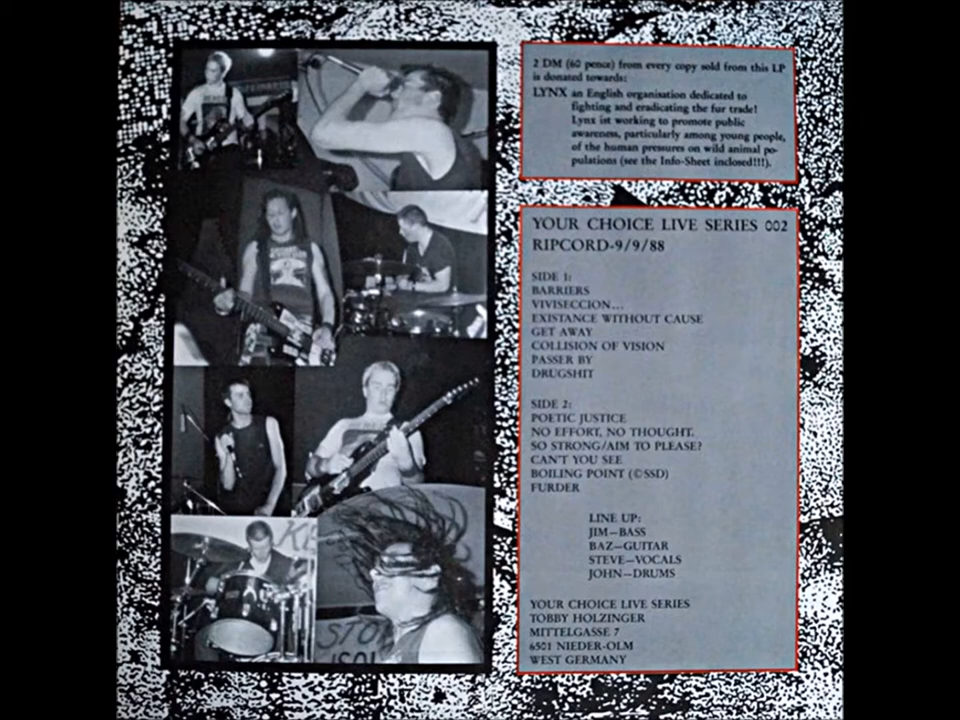 2 DM (60 pence) from every copy sold from this LP
is donated towards:
LYNX an English organisation dedicated to
fighting and eradicating the fur trade!
Lynx ist working to promote public
awareness, particularly among young people,
of the human pressures on wild animal po-
pulations (see the Info-Sheet inclosed!!!).
YOUR CHOICE LIVE SERIES 002
RIPCORD-9/9/88
SIDE 1:
BARRIERS
VIVISECCION...
EXISTANCE WITHOUT CAUSE
GET AWAY
COLLISION OF VISION
PASSER BY
DRUGSHIT
SIDE 2:
POETIC JUSTICE
NO EFFORT, NO THOUGHT.
SO STRONG/AIM TO PLEASE?
CAN'T YOU SEE
BOILING POINT (©SSD)
FURDER
LINE UP:
JIM—BASS
BAZ—GUITAR
STEVE—VOCALS
JOHN—DRUMS
YOUR CHOICE LIVE SERIES
TOBBY HOLZINGER
MITTELGASSE 7
6501 NIEDER-OLM
WEST GERMANY